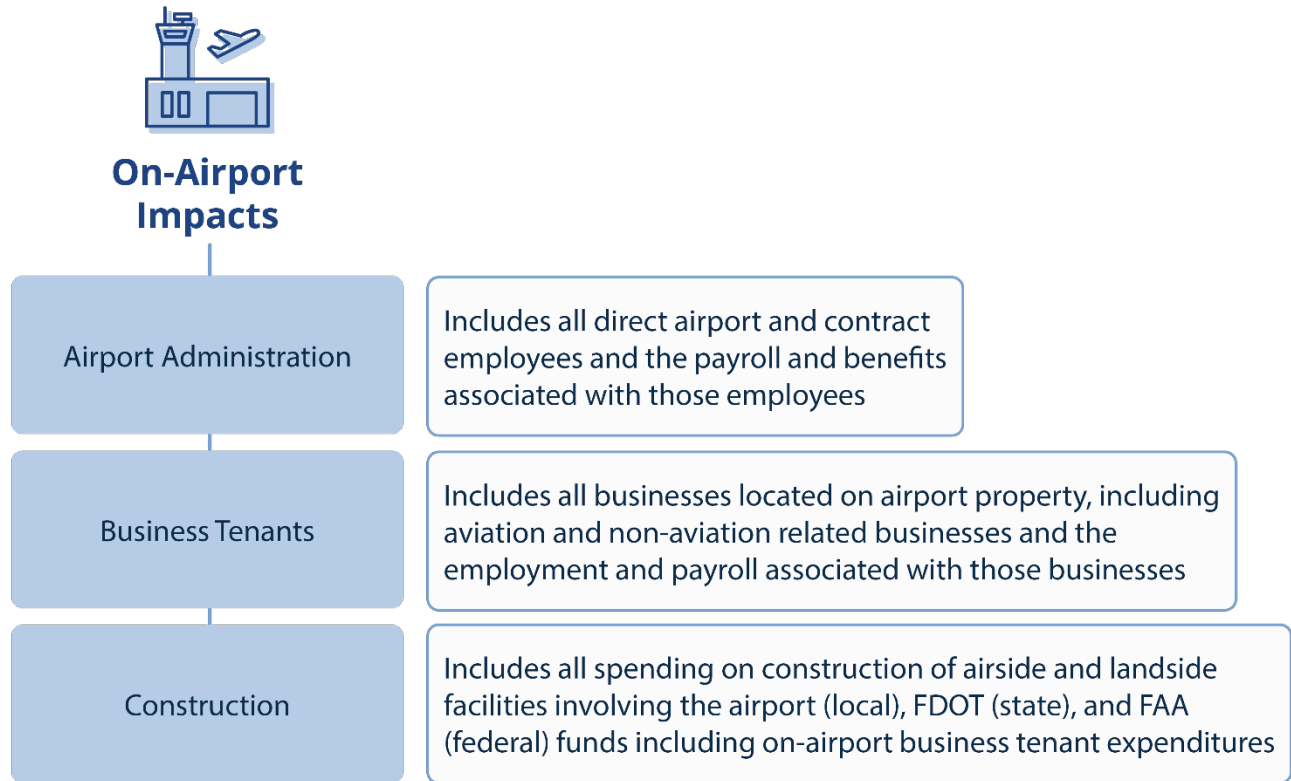 On-Airport
Impacts
Airport Administration
Includes all direct airport and contract
employees and the payroll and benefits
associated with those employees
Business Tenants
Includes all businesses located on airport property, including
aviation and non-aviation related businesses and the
employment and payroll associated with those businesses
Construction
Includes all spending on construction of airside and landside
facilities involving the airport (local), FDOT (state), and FAA
(federal) funds including on-airport business tenant expenditures